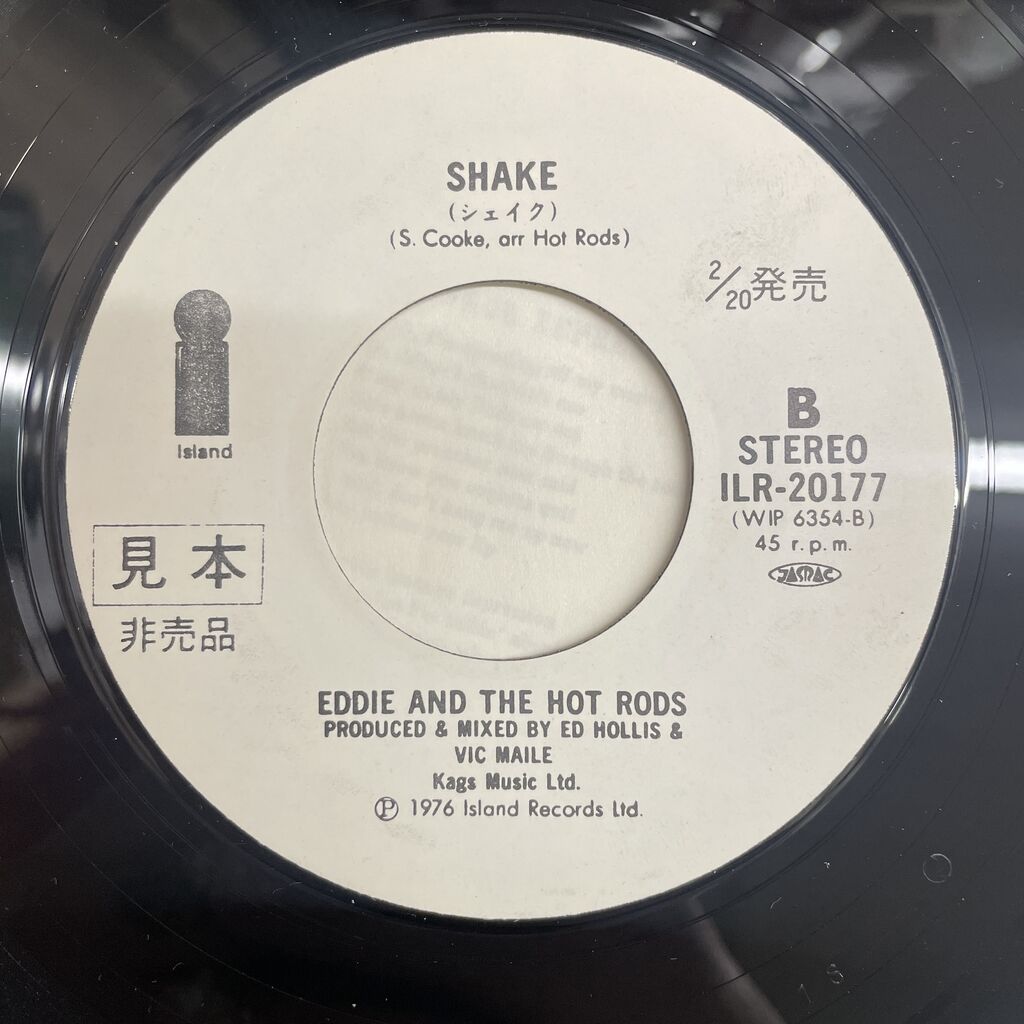 SHAKE
(シェイク)
(S. Cooke, arr Hot Rods)
2/20発売
Island
B
STEREO
ILR-20177
(WIP 6354-B)
45 r.p.m.
JASRAC
見本
非売品
EDDIE AND THE HOT RODS
PRODUCED & MIXED BY ED HOLLIS &
VIC MAILE
Kags Music Ltd.
Ⓟ 1976 Island Records Ltd.